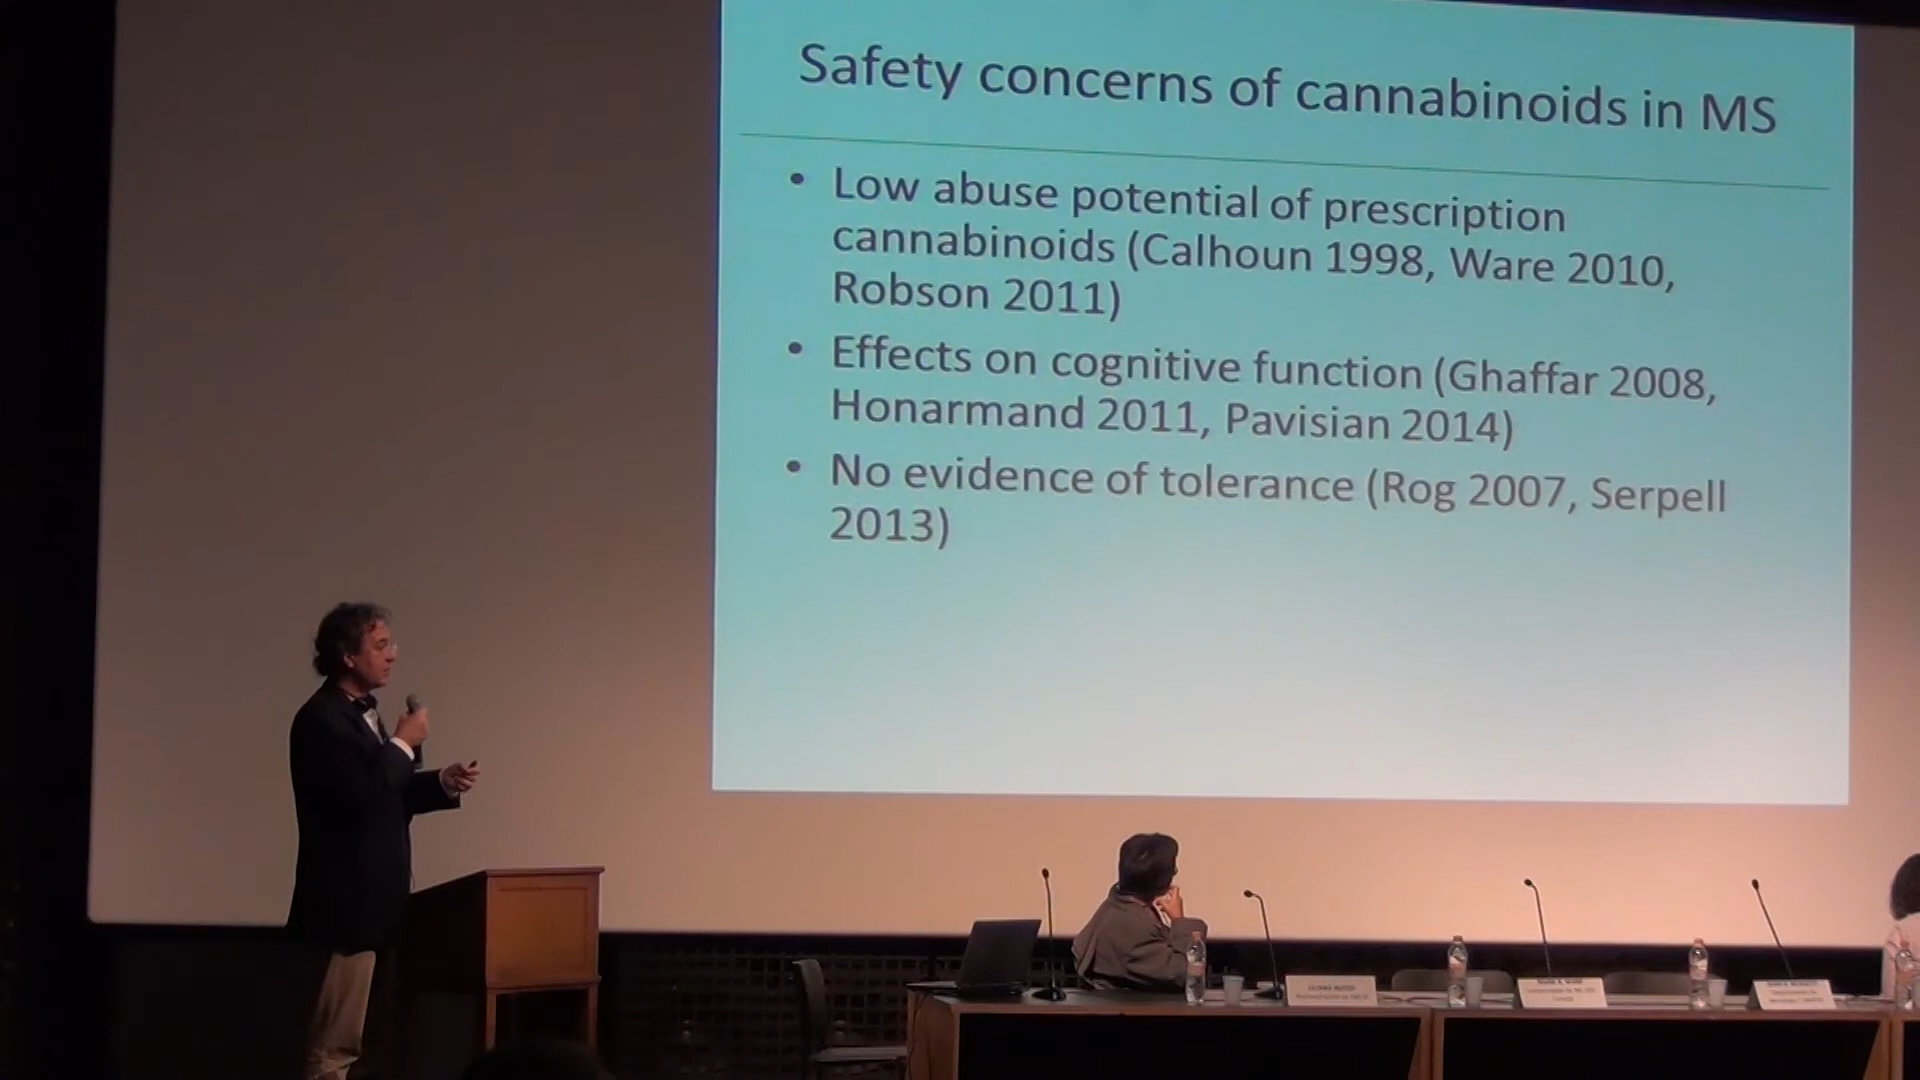 Safety concerns of cannabinoids in MS
• Low abuse potential of prescription
cannabinoids (Calhoun 1998, Ware 2010,
Robson 2011)
• Effects on cognitive function (Ghaffar 2008,
Honarmand 2011, Pavisian 2014)
• No evidence of tolerance (Rog 2007, Serpell
2013)